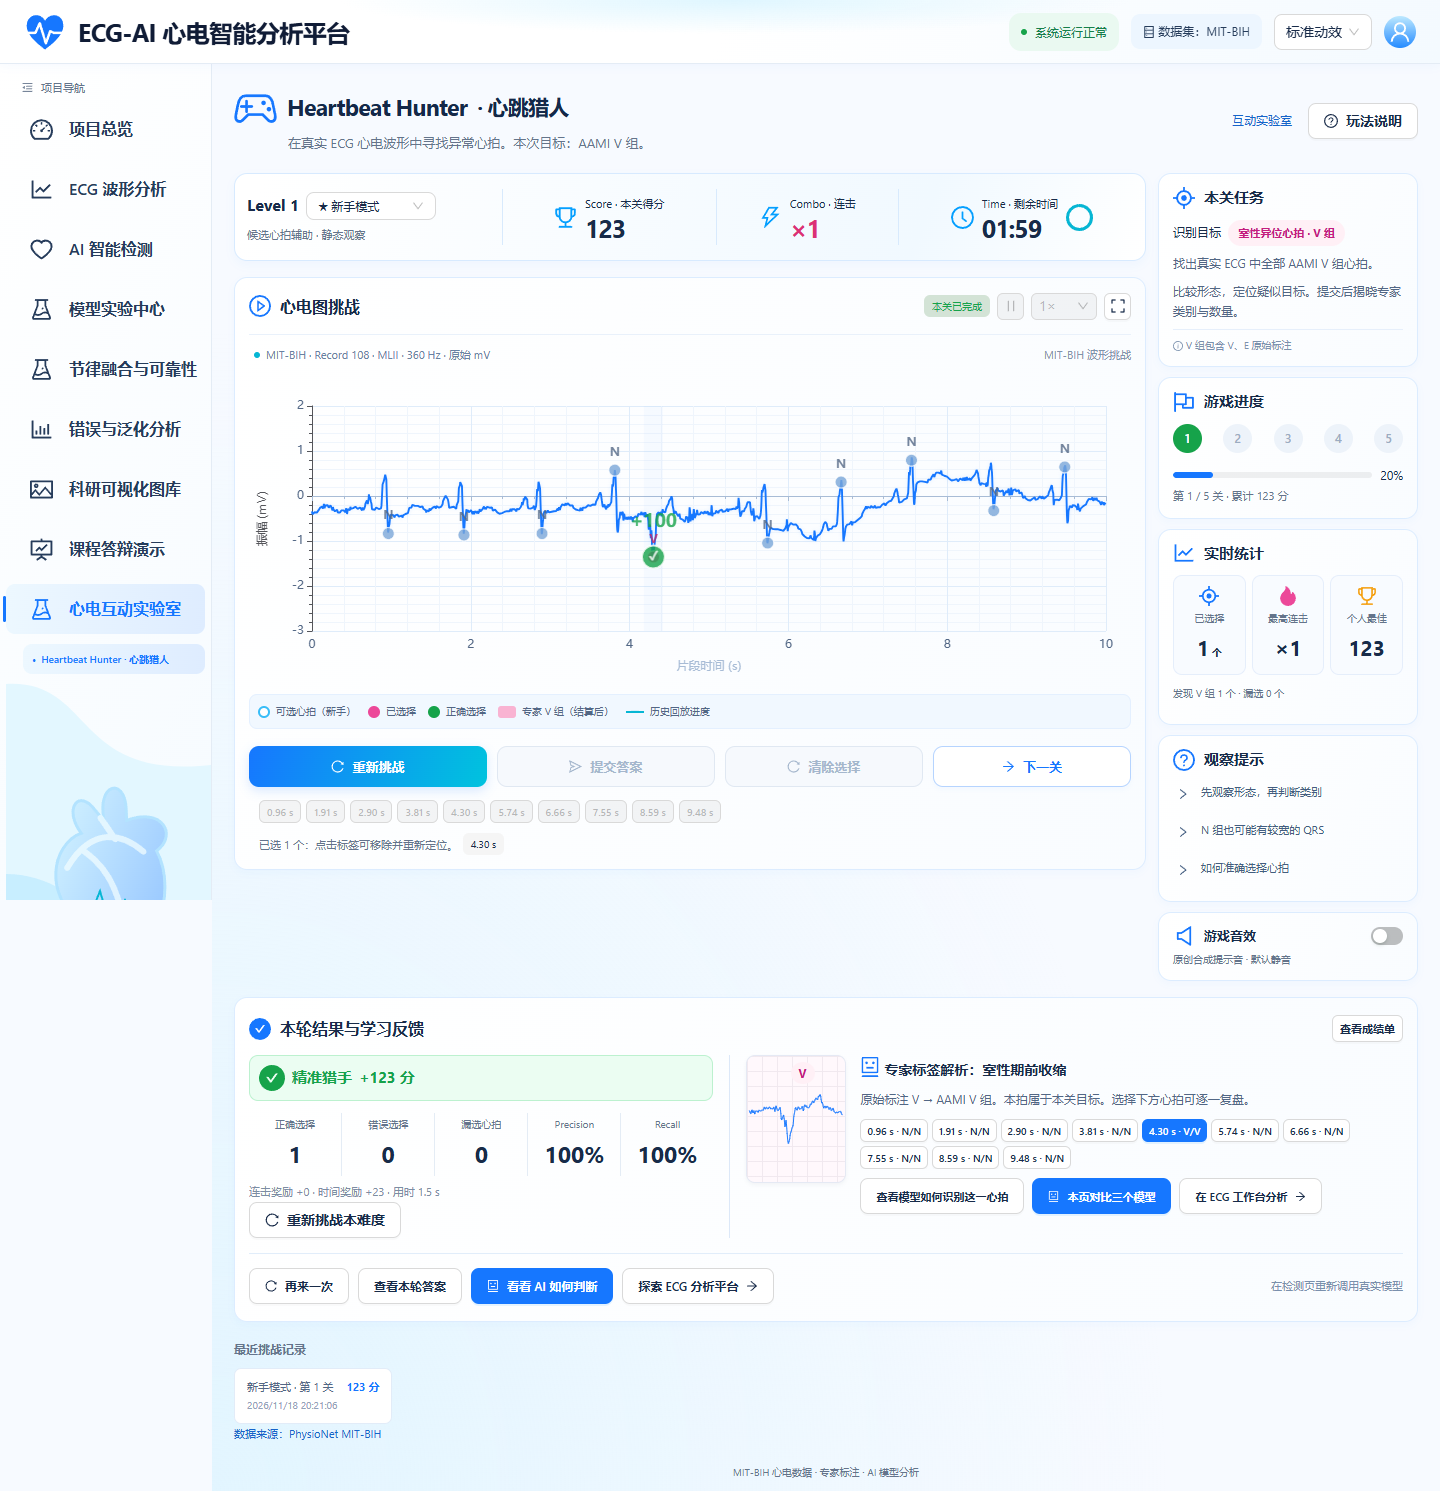 ECG-AI 心电智能分析平台
系统运行正常
数据集：MIT-BIH
标准动效
项目导航
项目总览
ECG 波形分析
AI 智能检测
模型实验中心
节律融合与可靠性
错误与泛化分析
科研可视化图库
课程答辩演示
心电互动实验室
• Heartbeat Hunter · 心跳猎人
Heartbeat Hunter · 心跳猎人
在真实 ECG 心电波形中寻找异常心拍。本次目标：AAMI V 组。
互动实验室
玩法说明
Level 1
★ 新手模式
候选心拍辅助 · 静态观察
Score · 本关得分
123
Combo · 连击
×1
Time · 剩余时间
01:59
心电图挑战
本关已完成
1×
MIT-BIH · Record 108 · MLII · 360 Hz · 原始 mV
MIT-BIH 波形挑战
振幅 (mV)
2
1
0
-1
-2
-3
N
N
N
N
+100
V
N
N
N
N
N
N
0
2
4
6
8
10
片段时间 (s)
可选心拍（新手）
已选择
正确选择
专家 V 组（结算后）
历史回放进度
重新挑战
提交答案
清除选择
下一关
0.96 s
1.91 s
2.90 s
3.81 s
4.30 s
5.74 s
6.66 s
7.55 s
8.59 s
9.48 s
已选 1 个：点击标签可移除并重新定位。
4.30 s
本关任务
识别目标
室性异位心拍 · V 组
找出真实 ECG 中全部 AAMI V 组心拍。
比较形态，定位疑似目标。提交后揭晓专家
类别与数量。
V 组包含 V、E 原始标注
游戏进度
1
2
3
4
5
20%
第 1 / 5 关 · 累计 123 分
实时统计
已选择
1 个
最高连击
×1
个人最佳
123
发现 V 组 1 个 · 漏选 0 个
观察提示
先观察形态，再判断类别
N 组也可能有较宽的 QRS
如何准确选择心拍
游戏音效
原创合成提示音 · 默认静音
本轮结果与学习反馈
查看成绩单
精准猎手 +123 分
正确选择
1
错误选择
0
漏选心拍
0
Precision
100%
Recall
100%
连击奖励 +0 · 时间奖励 +23 · 用时 1.5 s
重新挑战本难度
V
专家标签解析：室性期前收缩
原始标注 V → AAMI V 组。本拍属于本关目标。选择下方心拍可逐一复盘。
0.96 s · N/N
1.91 s · N/N
2.90 s · N/N
3.81 s · N/N
4.30 s · V/V
5.74 s · N/N
6.66 s · N/N
7.55 s · N/N
8.59 s · N/N
9.48 s · N/N
查看模型如何识别这一心拍
本页对比三个模型
在 ECG 工作台分析 →
再来一次
查看本轮答案
看看 AI 如何判断
探索 ECG 分析平台 →
在检测页重新调用真实模型
最近挑战记录
新手模式 · 第 1 关
123 分
2026/11/18 20:21:06
数据来源：PhysioNet MIT-BIH
MIT-BIH 心电数据 · 专家标注 · AI 模型分析